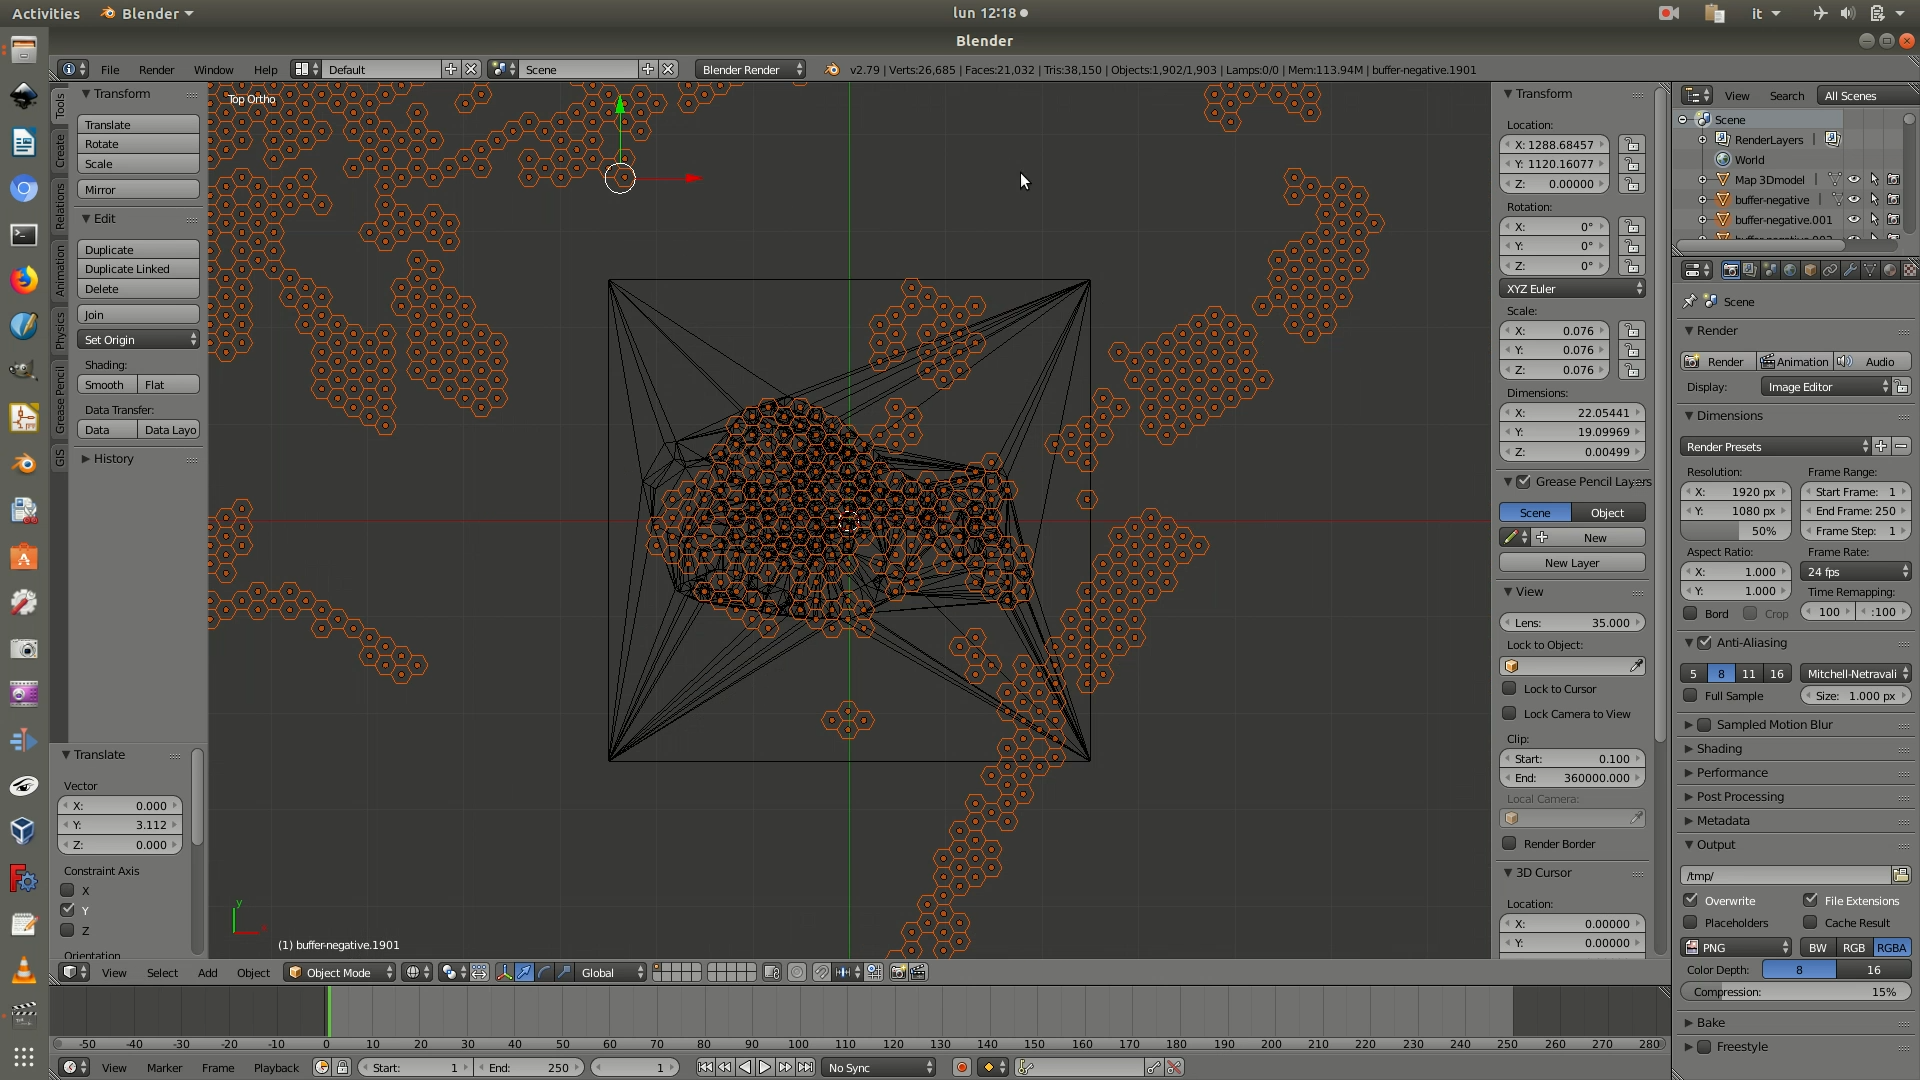 Activities Blender lun 12:18 it
Blender
File Render Window Help Default Scene Blender Render v2.79 | Verts:26,685 | Faces:21,032 | Tris:38,150 | Objects:1,902/1,903 | Lamps:0/0 | Mem:113.94M | buffer-negative.1901
Tools
Create
Relations
Animation
Physics
Grease Pencil
GIS
Transform
Translate
Rotate
Scale
Mirror
Edit
Duplicate
Duplicate Linked
Delete
Join
Set Origin
Shading:
Smooth Flat
Data Transfer:
Data Data Layo
History
Translate
Vector
X: 0.000
Y: 3.112
Z: 0.000
Constraint Axis
X
Y
Z
Orientation
Top Ortho
y
(1) buffer-negative.1901
Transform
Location:
X: 1288.68457
Y: 1120.16077
Z: 0.00000
Rotation:
X: 0°
Y: 0°
Z: 0°
XYZ Euler
Scale:
X: 0.076
Y: 0.076
Z: 0.076
Dimensions:
X: 22.05441
Y: 19.09969
Z: 0.00499
Grease Pencil Layers
Scene Object
New
New Layer
View
Lens: 35.000
Lock to Object:
Lock to Cursor
Lock Camera to View
Clip:
Start: 0.100
End: 360000.000
Local Camera:
Render Border
3D Cursor
Location:
X: 0.00000
Y: 0.00000
View Search All Scenes
Scene
RenderLayers
World
Map 3Dmodel
buffer-negative
buffer-negative.001
Scene
Render
Render Animation Audio
Display: Image Editor
Dimensions
Render Presets
Resolution: Frame Range:
X: 1920 px Start Frame: 1
Y: 1080 px End Frame: 250
50% Frame Step: 1
Aspect Ratio: Frame Rate:
X: 1.000 24 fps
Y: 1.000 Time Remapping:
Bord Crop 100 :100
Anti-Aliasing
5 8 11 16 Mitchell-Netravali
Full Sample Size: 1.000 px
Sampled Motion Blur
Shading
Performance
Post Processing
Metadata
Output
/tmp/
Overwrite File Extensions
Placeholders Cache Result
PNG BW RGB RGBA
Color Depth: 8 16
Compression: 15%
Bake
Freestyle
View Select Add Object Object Mode Global
-50 -40 -30 -20 -10 0 10 20 30 40 50 60 70 80 90 100 110 120 130 140 150 160 170 180 190 200 210 220 230 240 250 260 270 280
View Marker Frame Playback Start: 1 End: 250 1 No Sync